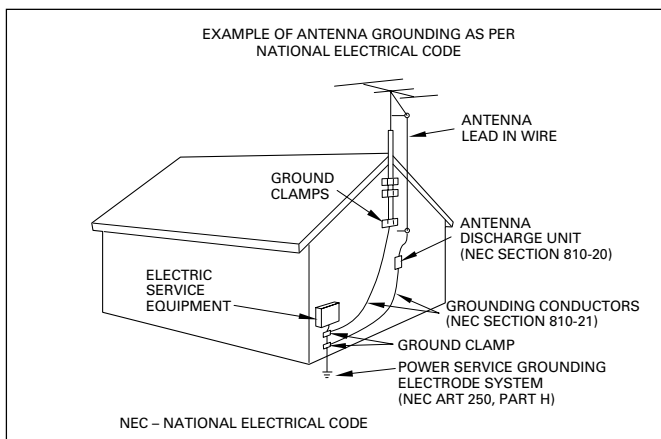 EXAMPLE OF ANTENNA GROUNDING AS PER
NATIONAL ELECTRICAL CODE
ANTENNA
LEAD IN WIRE
GROUND
CLAMPS
ANTENNA
DISCHARGE UNIT
(NEC SECTION 810-20)
ELECTRIC
SERVICE
EQUIPMENT
GROUNDING CONDUCTORS
(NEC SECTION 810-21)
GROUND CLAMP
POWER SERVICE GROUNDING
ELECTRODE SYSTEM
(NEC ART 250, PART H)
NEC – NATIONAL ELECTRICAL CODE